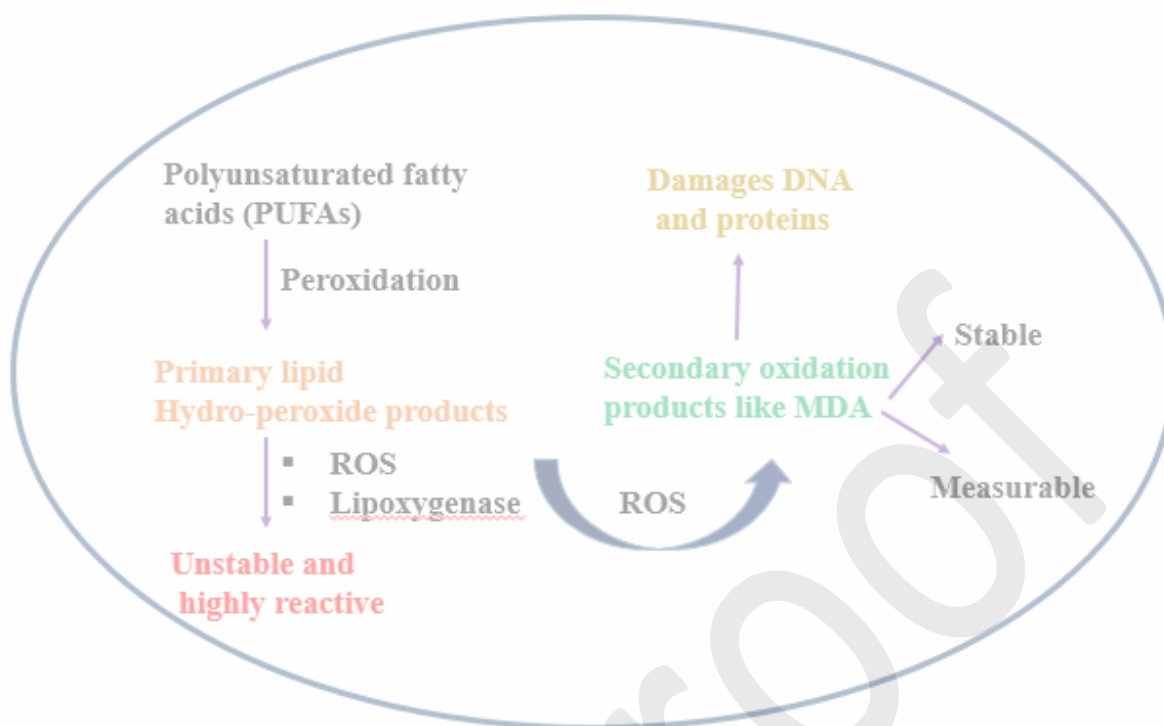 Polyunsaturated fatty
acids (PUFAs)
Peroxidation
Primary lipid
Hydro-peroxide products
▪ ROS
▪ Lipoxygenase
Unstable and
highly reactive
ROS
Damages DNA
and proteins
Secondary oxidation
products like MDA
Stable
Measurable